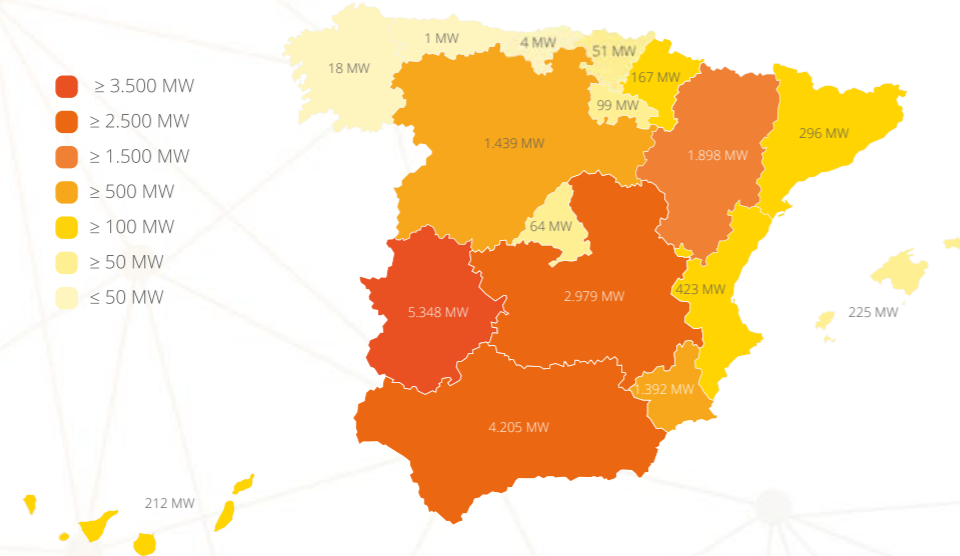 ≥ 3.500 MW
≥ 2.500 MW
≥ 1.500 MW
≥ 500 MW
≥ 100 MW
≥ 50 MW
≤ 50 MW
18 MW
1 MW
4 MW
51 MW
167 MW
99 MW
1.439 MW
1.898 MW
296 MW
64 MW
5.348 MW
2.979 MW
423 MW
225 MW
1.392 MW
4.205 MW
212 MW